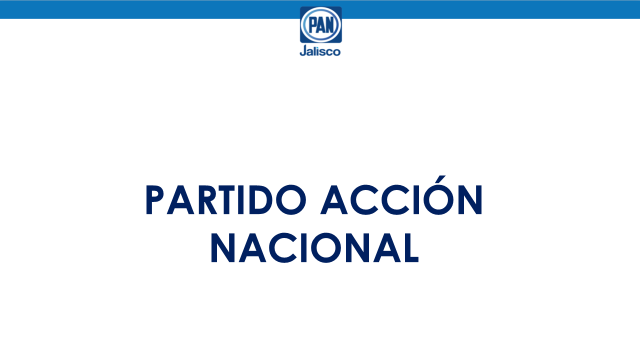 PAN
Jalisco
PARTIDO ACCIÓN
NACIONAL